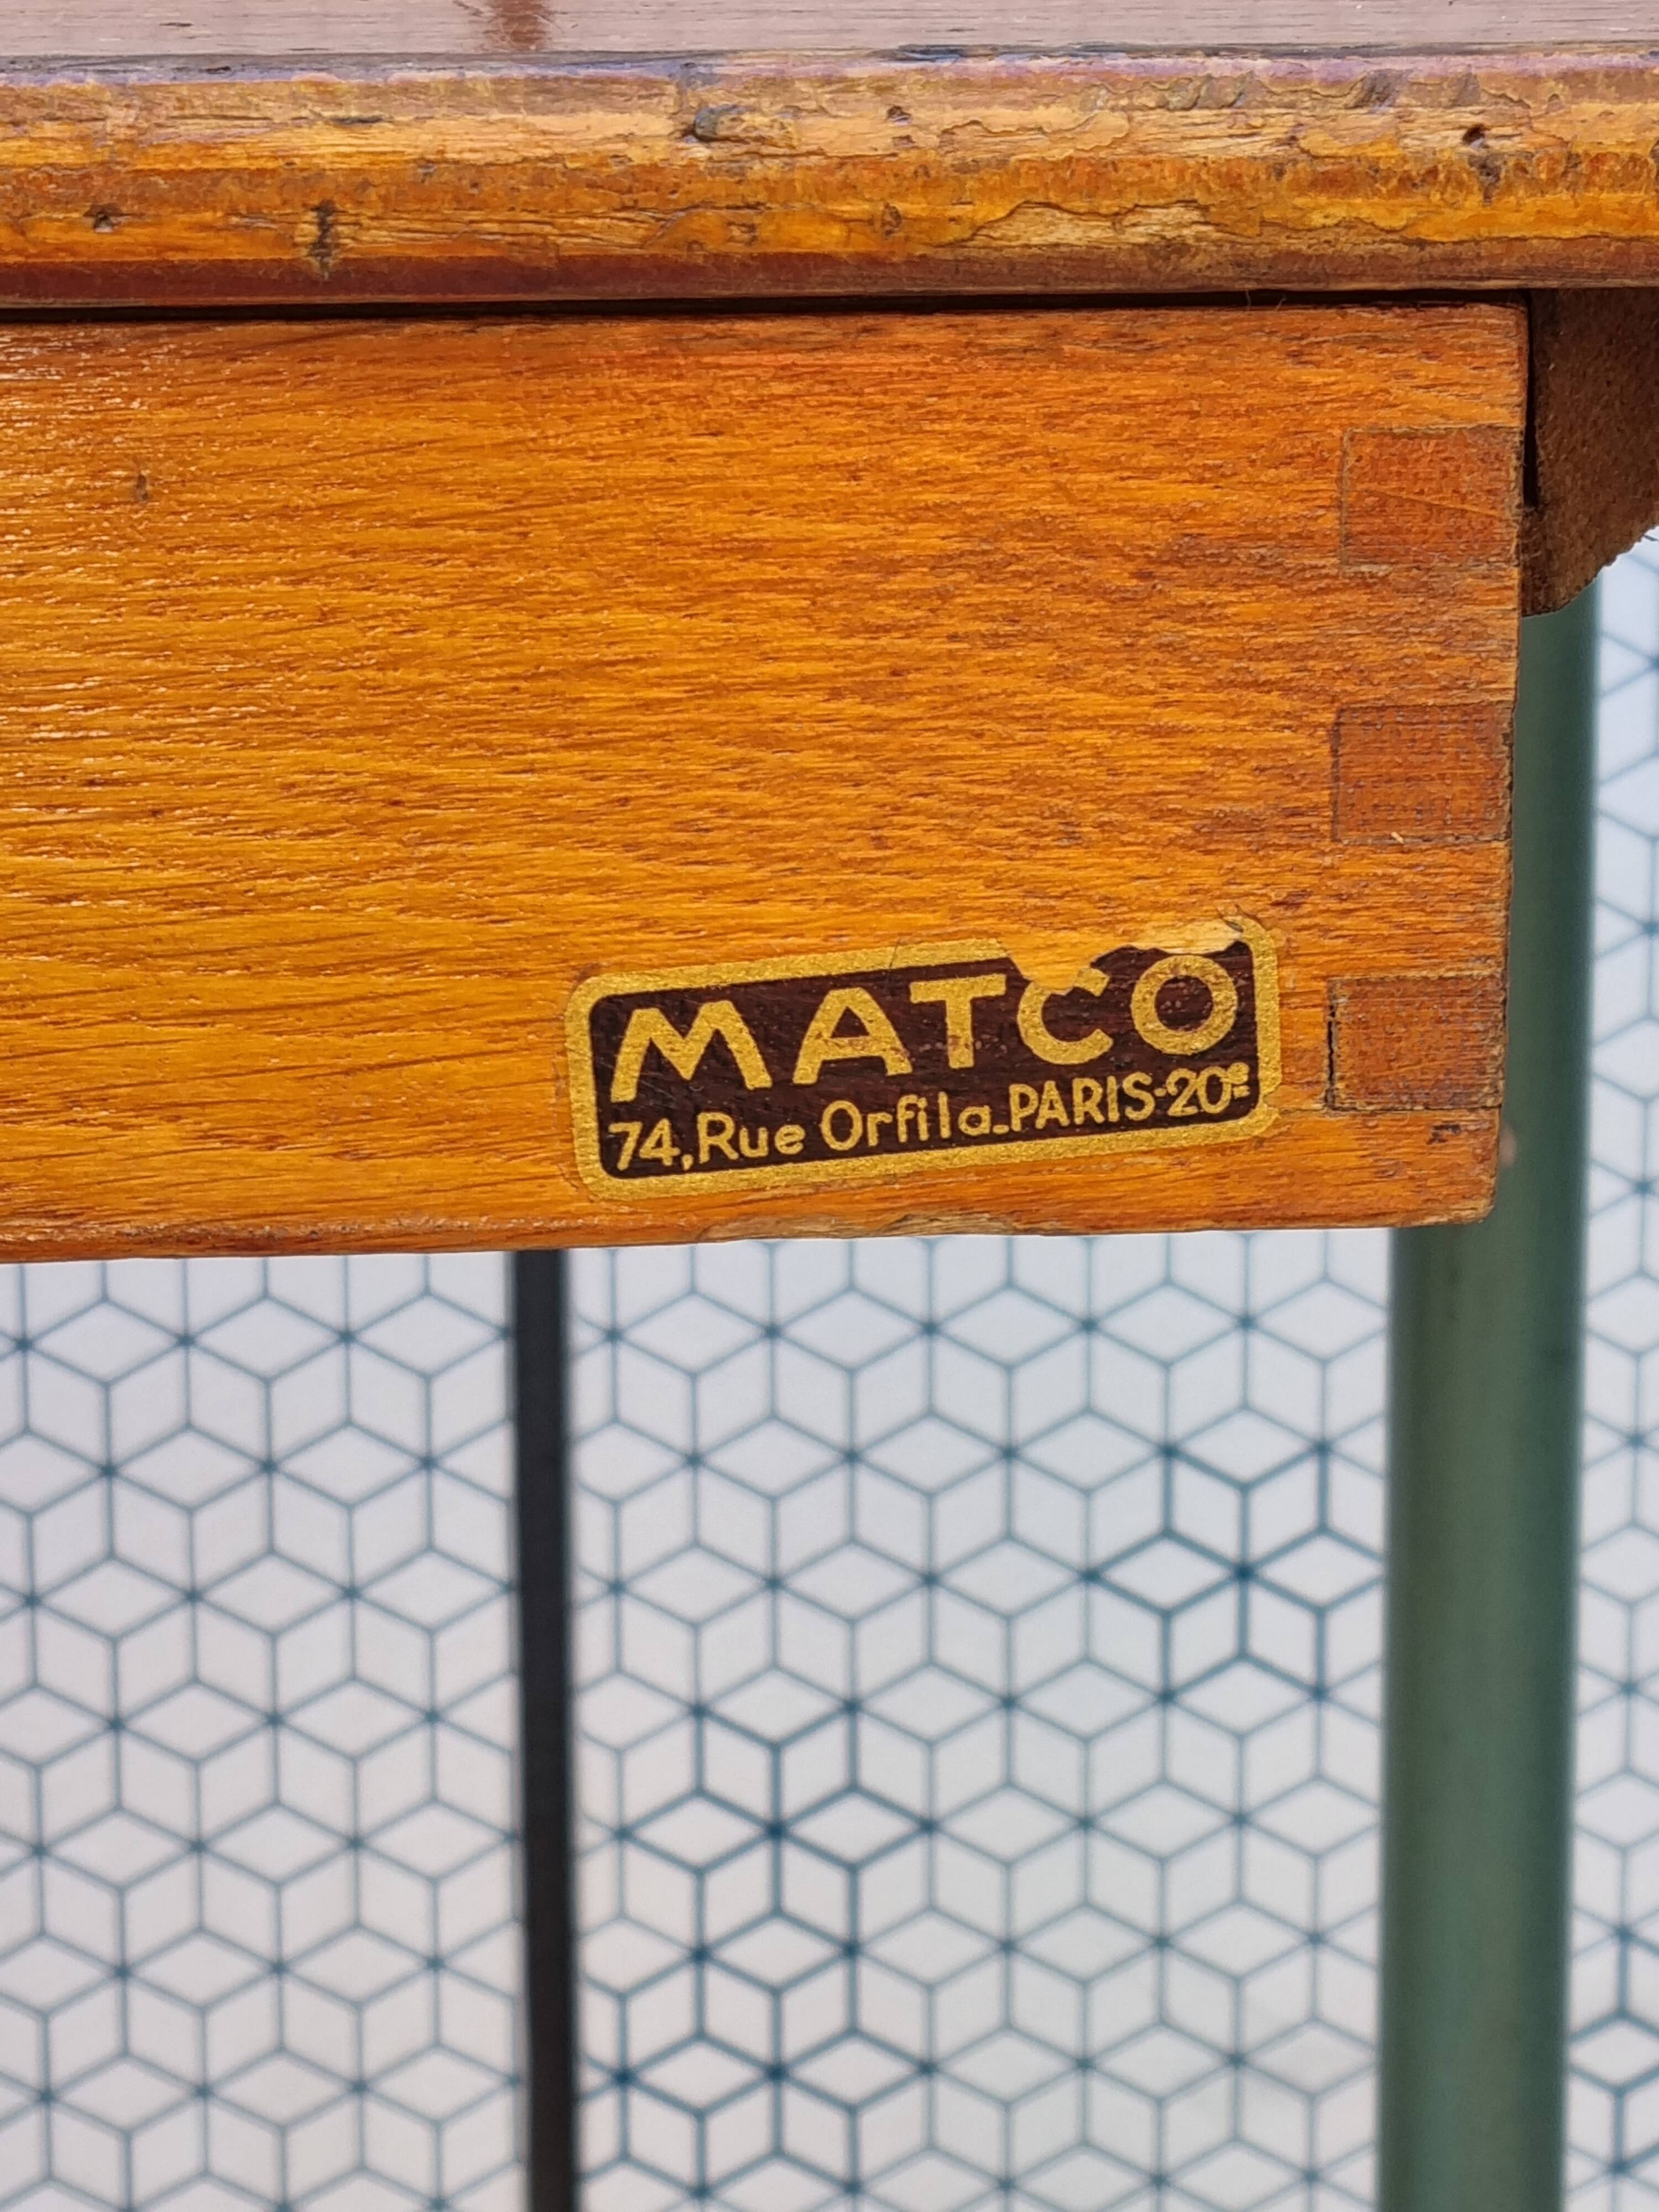 MATCO
74, Rue Orfila_PARIS-20e